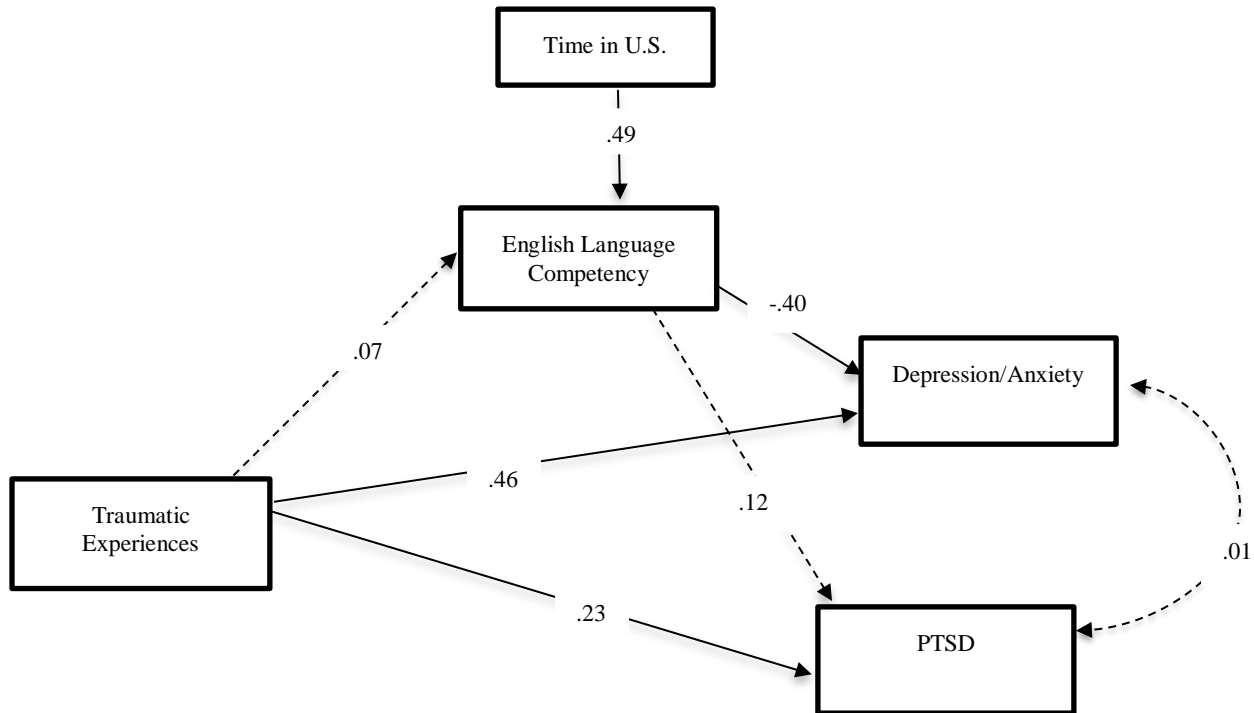 Time in U.S.
.49
English Language
Competency
-.40
.07
Depression/Anxiety
.46
.12
Traumatic
Experiences
.01
.23
PTSD